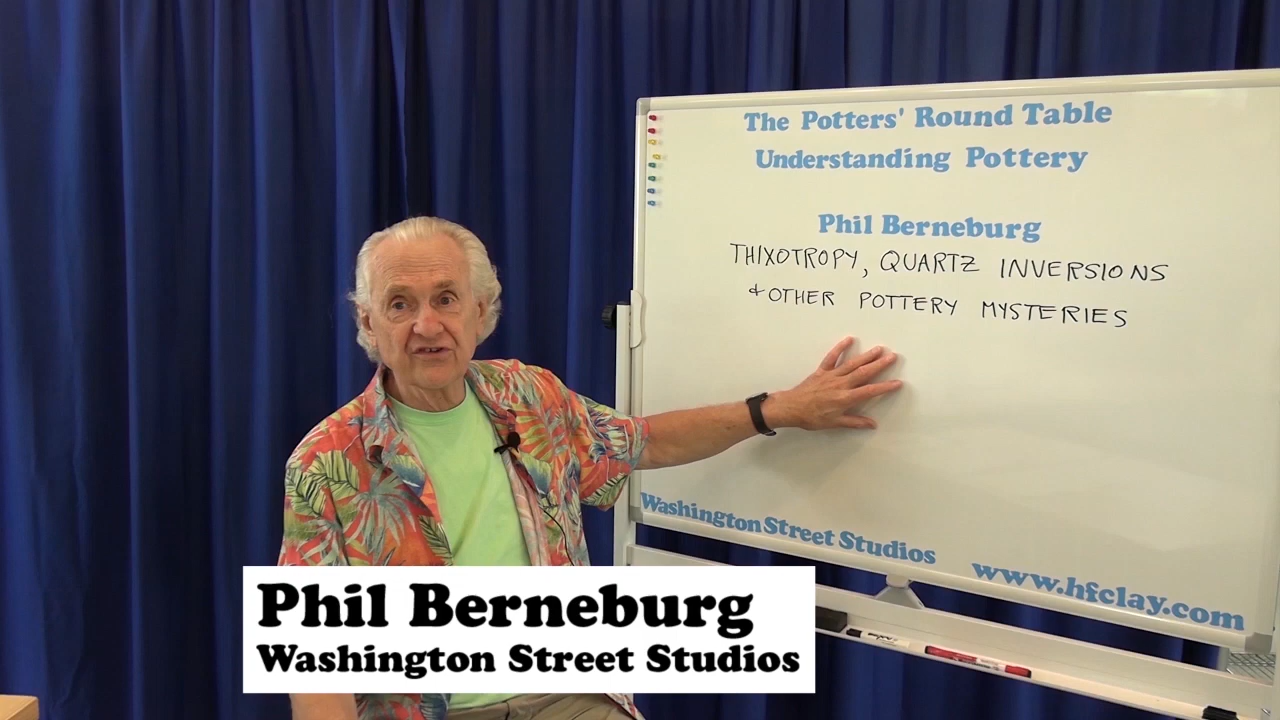 The Potters' Round Table
Understanding Pottery
Phil Berneburg
THIXOTROPY, QUARTZ INVERSIONS
& OTHER POTTERY MYSTERIES
Washington Street Studios
www.hfclay.com
Phil Berneburg
Washington Street Studios